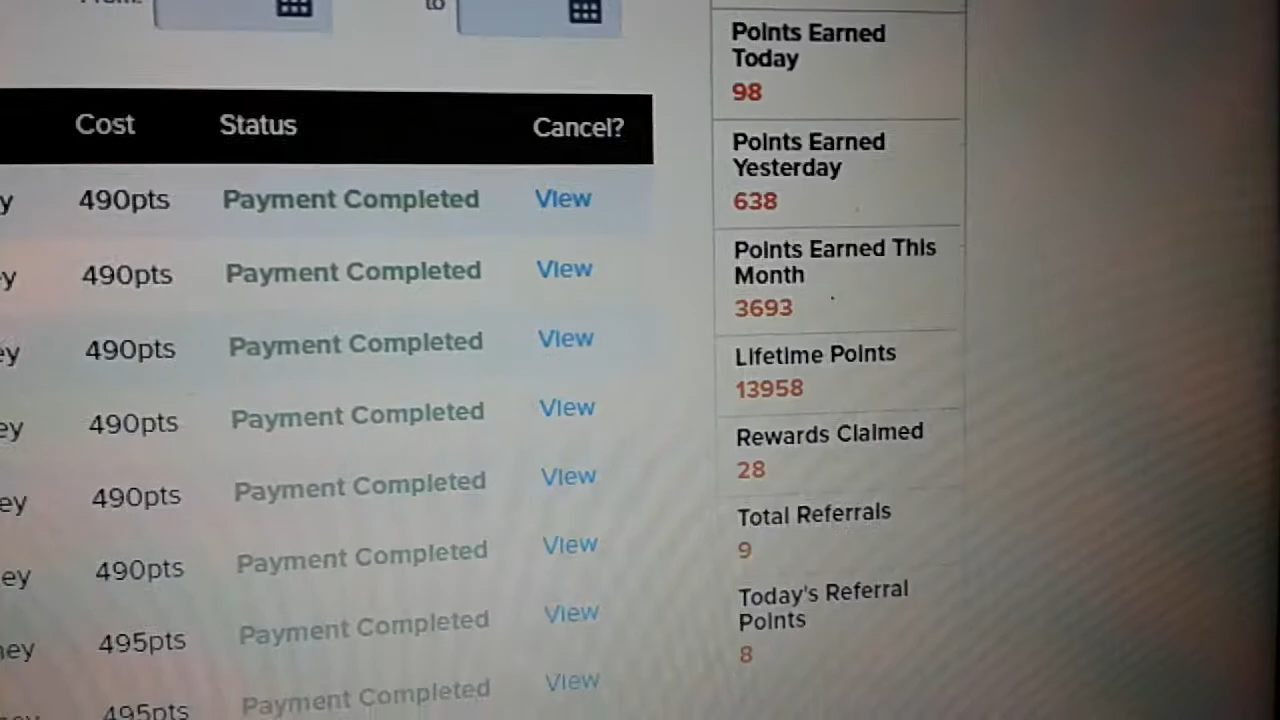 to
Cost Status Cancel?
490pts Payment Completed View
490pts Payment Completed View
490pts Payment Completed View
490pts Payment Completed View
490pts Payment Completed View
490pts Payment Completed View
495pts Payment Completed View
495pts Payment Completed View
Points Earned
Today
98
Points Earned
Yesterday
638
Points Earned This
Month
3693
Lifetime Points
13958
Rewards Claimed
28
Total Referrals
9
Today's Referral
Points
8